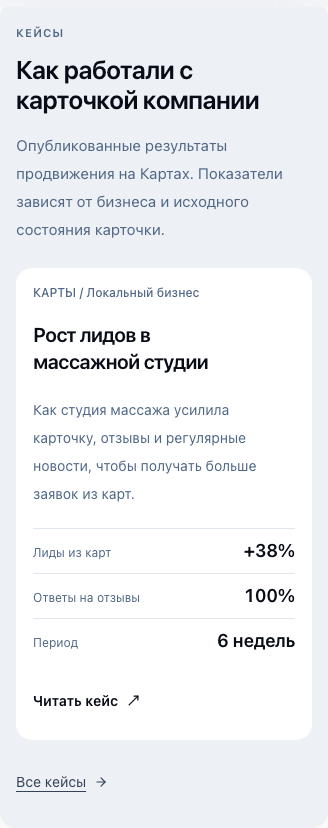 КЕЙСЫ
Как работали с
карточкой компании
Опубликованные результаты
продвижения на Картах. Показатели
зависят от бизнеса и исходного
состояния карточки.
КАРТЫ / Локальный бизнес
Рост лидов в
массажной студии
Как студия массажа усилила
карточку, отзывы и регулярные
новости, чтобы получать больше
заявок из карт.
Лиды из карт +38%
Ответы на отзывы 100%
Период 6 недель
Читать кейс ↗
Все кейсы →